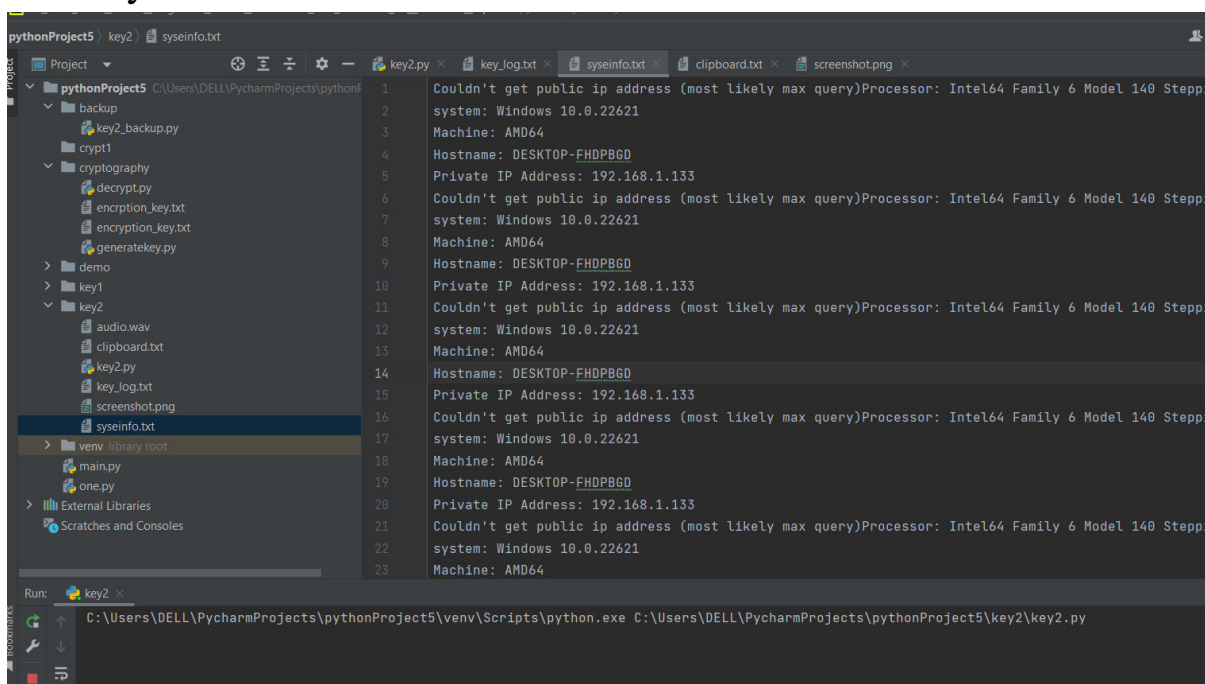 pythonProject5 〉 key2 〉 syseinfo.txt
Project
key2.py × key_log.txt × syseinfo.txt × clipboard.txt × screenshot.png ×
pythonProject5 C:\Users\DELL\PycharmProjects\pythonP
backup
key2_backup.py
crypt1
cryptography
decrypt.py
encrption_key.txt
encryption_key.txt
generatekey.py
demo
key1
key2
audio.wav
clipboard.txt
key2.py
key_log.txt
screenshot.png
syseinfo.txt
venv library root
main.py
one.py
External Libraries
Scratches and Consoles
1 Couldn't get public ip address (most likely max query)Processor: Intel64 Family 6 Model 140 Steppi
2 system: Windows 10.0.22621
3 Machine: AMD64
4 Hostname: DESKTOP-FHDPBGD
5 Private IP Address: 192.168.1.133
6 Couldn't get public ip address (most likely max query)Processor: Intel64 Family 6 Model 140 Steppi
7 system: Windows 10.0.22621
8 Machine: AMD64
9 Hostname: DESKTOP-FHDPBGD
10 Private IP Address: 192.168.1.133
11 Couldn't get public ip address (most likely max query)Processor: Intel64 Family 6 Model 140 Steppi
12 system: Windows 10.0.22621
13 Machine: AMD64
14 Hostname: DESKTOP-FHDPBGD
15 Private IP Address: 192.168.1.133
16 Couldn't get public ip address (most likely max query)Processor: Intel64 Family 6 Model 140 Steppi
17 system: Windows 10.0.22621
18 Machine: AMD64
19 Hostname: DESKTOP-FHDPBGD
20 Private IP Address: 192.168.1.133
21 Couldn't get public ip address (most likely max query)Processor: Intel64 Family 6 Model 140 Steppi
22 system: Windows 10.0.22621
23 Machine: AMD64
Run: key2 ×
C:\Users\DELL\PycharmProjects\pythonProject5\venv\Scripts\python.exe C:\Users\DELL\PycharmProjects\pythonProject5\key2\key2.py
Project
Bookmarks